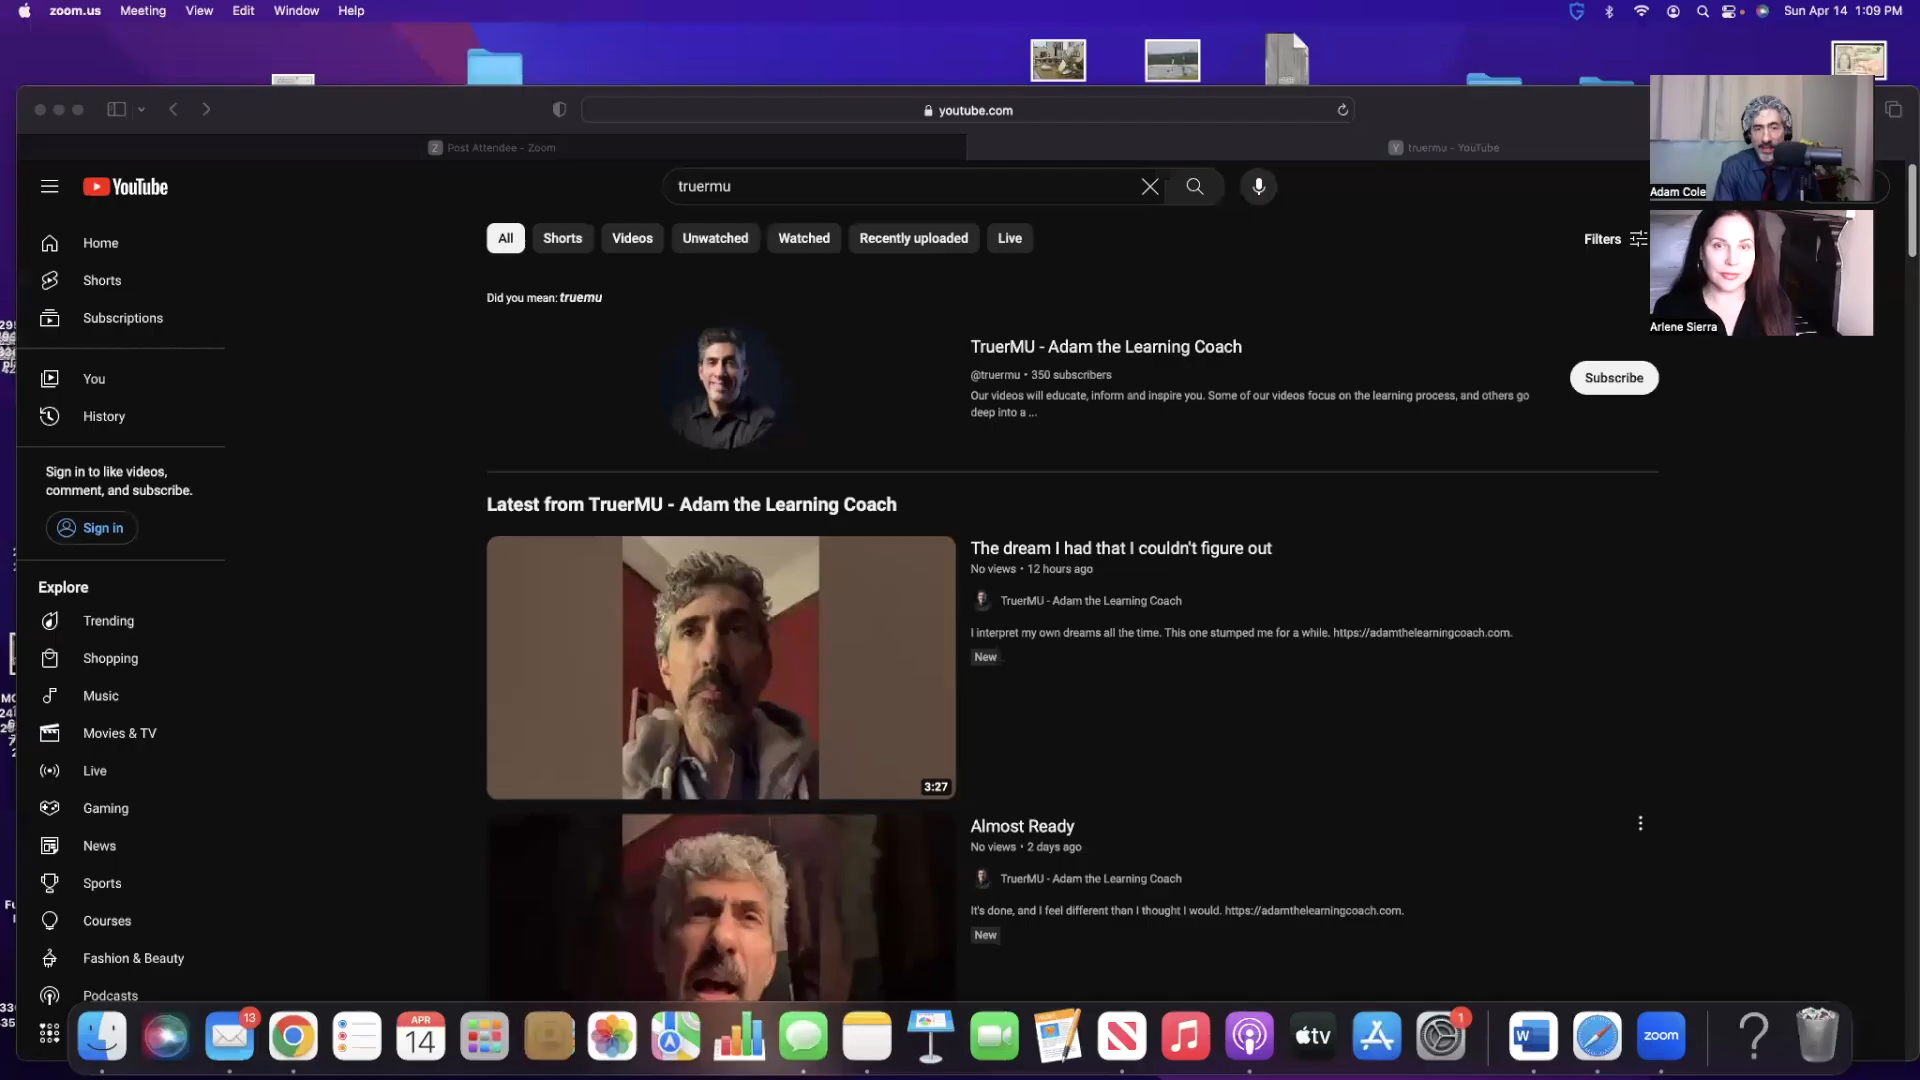 zoom.us Meeting View Edit Window Help
Sun Apr 14 1:09 PM
youtube.com
Z Post Attendee - Zoom
Y truermu - YouTube
YouTube
truermu
Adam Cole
All Shorts Videos Unwatched Watched Recently uploaded Live
Filters
Arlene Sierra
Home
Shorts
Subscriptions
You
History
Sign in to like videos,
comment, and subscribe.
Sign in
Explore
Trending
Shopping
Music
Movies & TV
Live
Gaming
News
Sports
Courses
Fashion & Beauty
Podcasts
Did you mean: truemu
TruerMU - Adam the Learning Coach
@truermu • 350 subscribers
Our videos will educate, inform and inspire you. Some of our videos focus on the learning process, and others go
deep into a ...
Subscribe
Latest from TruerMU - Adam the Learning Coach
3:27
The dream I had that I couldn't figure out
No views • 12 hours ago
TruerMU - Adam the Learning Coach
I interpret my own dreams all the time. This one stumped me for a while. https://adamthelearningcoach.com.
New
Almost Ready
No views • 2 days ago
TruerMU - Adam the Learning Coach
It's done, and I feel different than I thought I would. https://adamthelearningcoach.com.
New
13
APR
14
tv
1
W
zoom
?